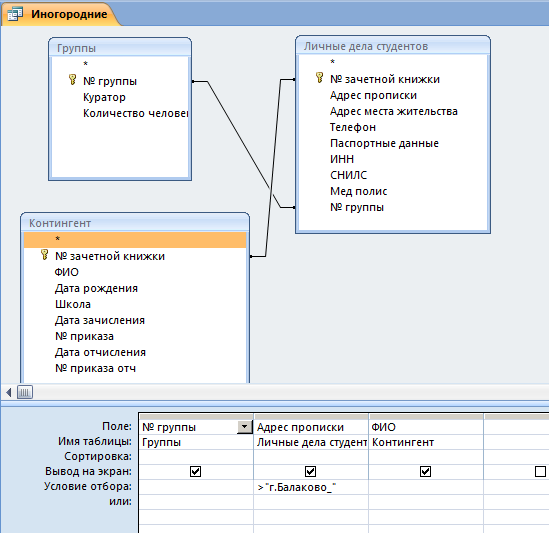 Иногородние
Группы
*
№ группы
Куратор
Количество человек
Личные дела студентов
*
№ зачетной книжки
Адрес прописки
Адрес места жительства
Телефон
Паспортные данные
ИНН
СНИЛС
Мед полис
№ группы
Контингент
*
№ зачетной книжки
ФИО
Дата рождения
Школа
Дата зачисления
№ приказа
Дата отчисления
№ приказа отч
Поле: № группы Адрес прописки ФИО
Имя таблицы: Группы Личные дела студент Контингент
Сортировка:
Вывод на экран:
Условие отбора: >"г.Балаково_"
или: